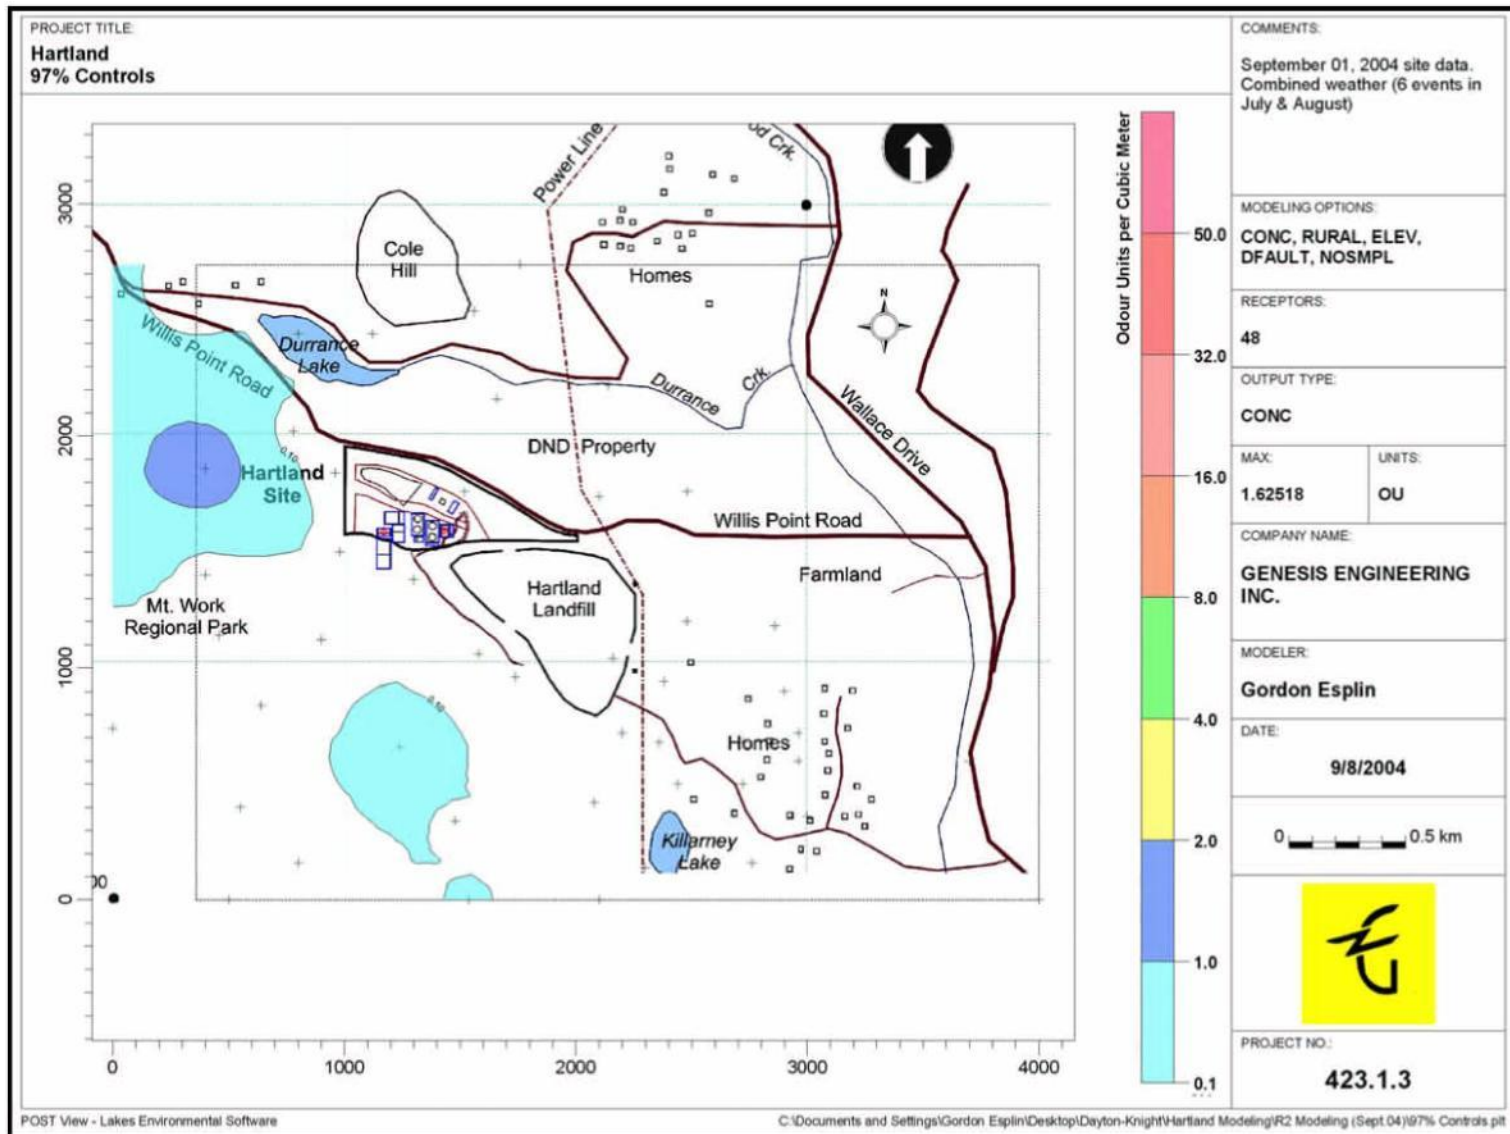 PROJECT TITLE:
Hartland
97% Controls
COMMENTS:
September 01, 2004 site data.
Combined weather (6 events in
July & August)
MODELING OPTIONS:
CONC, RURAL, ELEV,
DFAULT, NOSMPL
RECEPTORS:
48
OUTPUT TYPE:
CONC
MAX:
1.62518
UNITS:
OU
COMPANY NAME:
GENESIS ENGINEERING
INC.
MODELER:
Gordon Esplin
DATE:
9/8/2004
0
0.5 km
PROJECT NO.:
423.1.3
Odour Units per Cubic Meter
50.0
32.0
16.0
8.0
4.0
2.0
1.0
0.1
3000
2000
1000
0
0
1000
2000
3000
4000
Power Line
od Crk.
Cole
Hill
Homes
N
Willis Point Road
Durrance
Lake
Durrance
Crk.
Wallace Drive
DND Property
0.10
Hartland
Site
Willis Point Road
Farmland
Hartland
Landfill
Mt. Work
Regional Park
0.10
Homes
Killarney
Lake
00
POST View - Lakes Environmental Software
C:\Documents and Settings\Gordon Esplin\Desktop\Dayton-Knight\Hartland Modeling\R2 Modeling (Sept.04)\97% Controls.plt